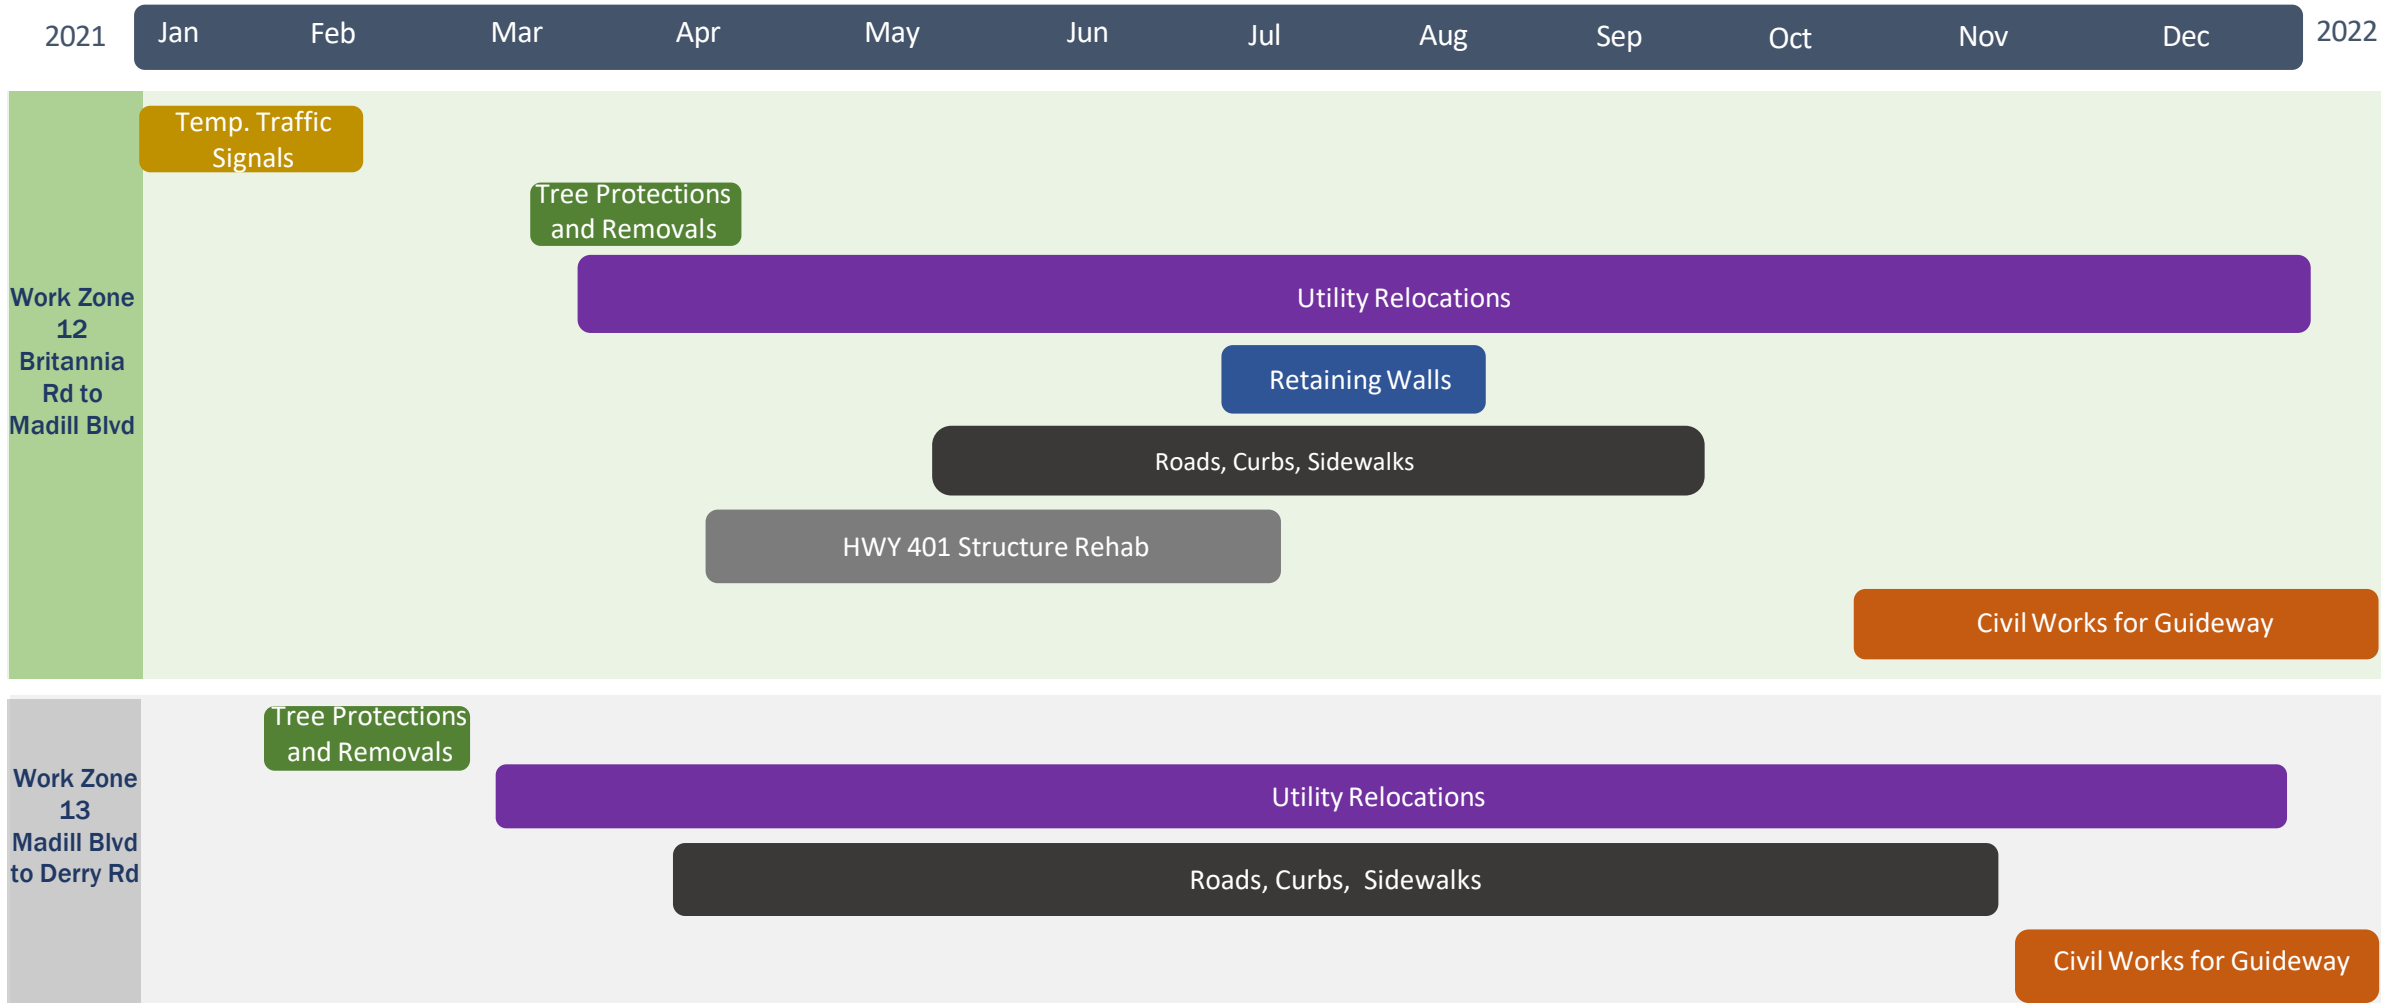 2021 Jan Feb Mar Apr May Jun Jul Aug Sep Oct Nov Dec 2022
Work Zone
12
Britannia
Rd to
Madill Blvd
Temp. Traffic
Signals
Tree Protections
and Removals
Utility Relocations
Retaining Walls
Roads, Curbs, Sidewalks
HWY 401 Structure Rehab
Civil Works for Guideway
Work Zone
13
Madill Blvd
to Derry Rd
Tree Protections
and Removals
Utility Relocations
Roads, Curbs, Sidewalks
Civil Works for Guideway